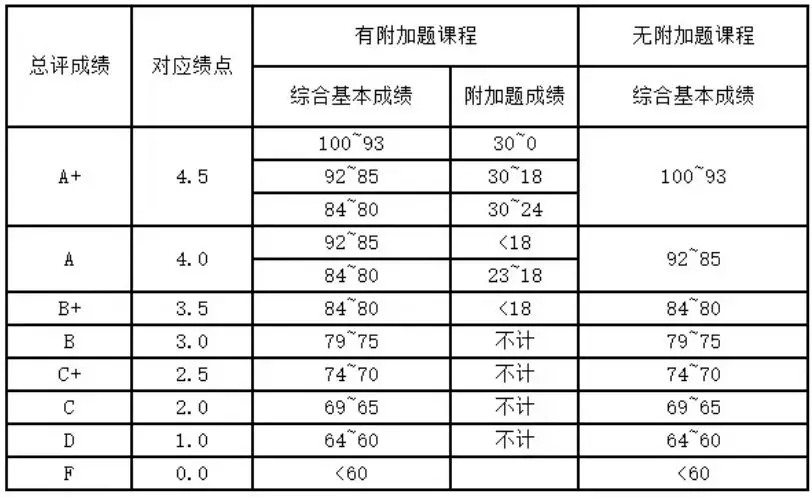 总评成绩 对应绩点 有附加题课程 无附加题课程
综合基本成绩 附加题成绩 综合基本成绩
A+ 4.5 100~93 30~0 100~93
92~85 30~18
84~80 30~24
A 4.0 92~85 <18 92~85
84~80 23~18
B+ 3.5 84~80 <18 84~80
B 3.0 79~75 不计 79~75
C+ 2.5 74~70 不计 74~70
C 2.0 69~65 不计 69~65
D 1.0 64~60 不计 64~60
F 0.0 <60 <60